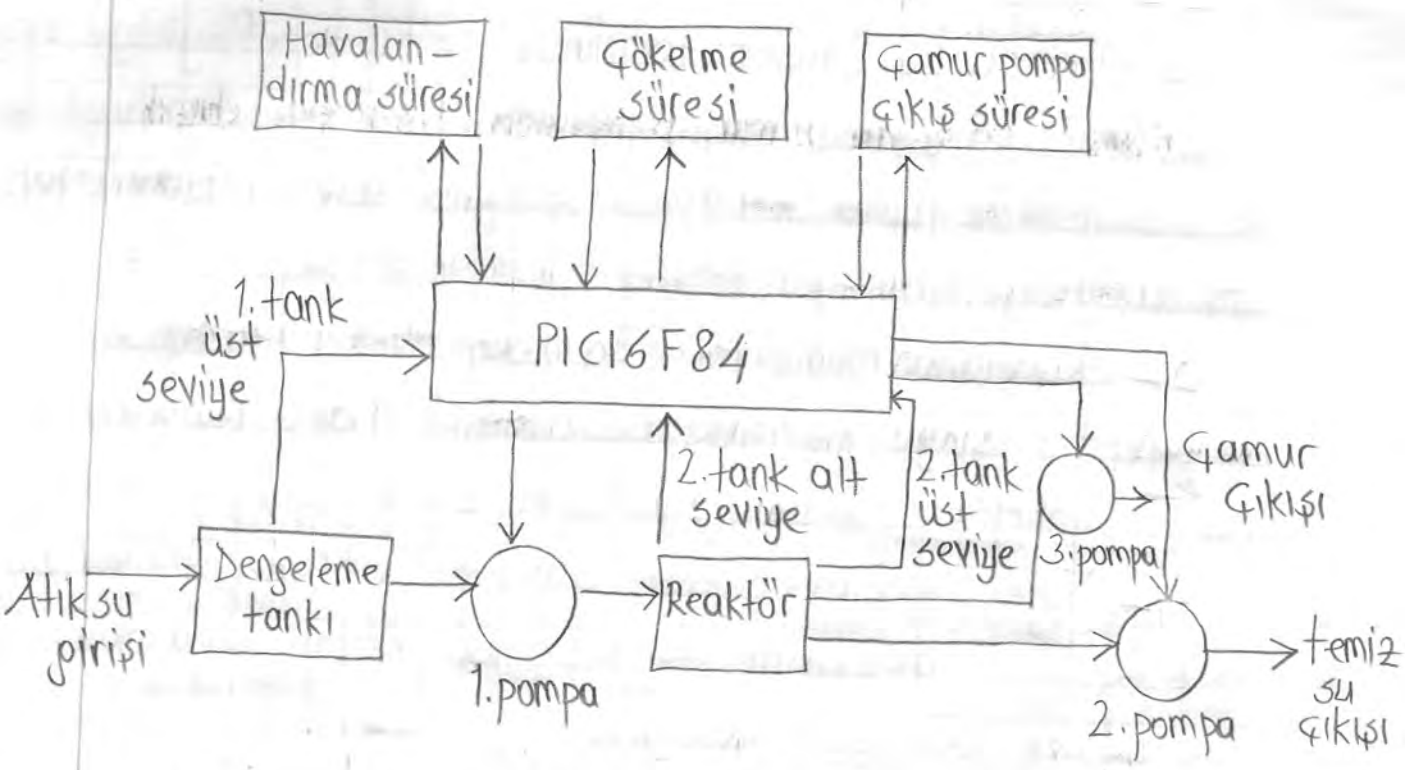 Havalan-
dırma süresi
Çökelme
süresi
Çamur pompa
çıkış süresi
1. tank
üst
seviye
PIC16F84
2. tank alt
seviye
2. tank
üst
seviye
Çamur
çıkışı
3. pompa
Atıksu
girişi
Dengeleme
tankı
1. pompa
Reaktör
2. pompa
temiz
su
çıkışı